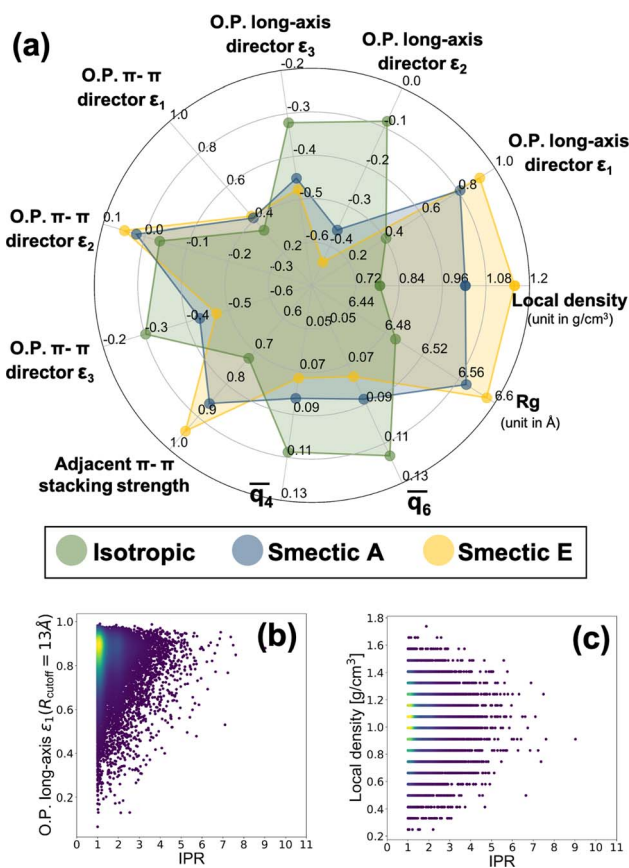 (a)
O.P. long-axis
director ε₃
-0.2
-0.3
-0.4
-0.5
-0.6
O.P. long-axis
director ε₂
0.0
-0.1
-0.2
-0.3
-0.4
O.P. long-axis
director ε₁
1.0
0.8
0.6
0.4
0.2
Local density
(unit in g/cm³)
1.2
1.08
0.96
0.84
0.72
Rg
(unit in Å)
6.6
6.56
6.52
6.48
6.44
q₆
0.13
0.11
0.09
0.07
0.05
q₄
0.13
0.11
0.09
0.07
0.05
Adjacent π- π
stacking strength
1.0
0.9
0.8
0.7
0.6
O.P. π- π
director ε₃
-0.2
-0.3
-0.4
-0.5
-0.6
O.P. π- π
director ε₂
0.1
0.0
-0.1
-0.2
-0.3
O.P. π- π
director ε₁
1.0
0.8
0.6
0.4
0.2
Isotropic
Smectic A
Smectic E
(b)
O.P. long-axis ε₁(R_cutoff = 13Å)
1.0
0.8
0.6
0.4
0.2
0 1 2 3 4 5 6 7 8 9 10 11
IPR
(c)
Local density [g/cm³]
1.8
1.6
1.4
1.2
1.0
0.8
0.6
0.4
0.2
0 1 2 3 4 5 6 7 8 9 10 11
IPR